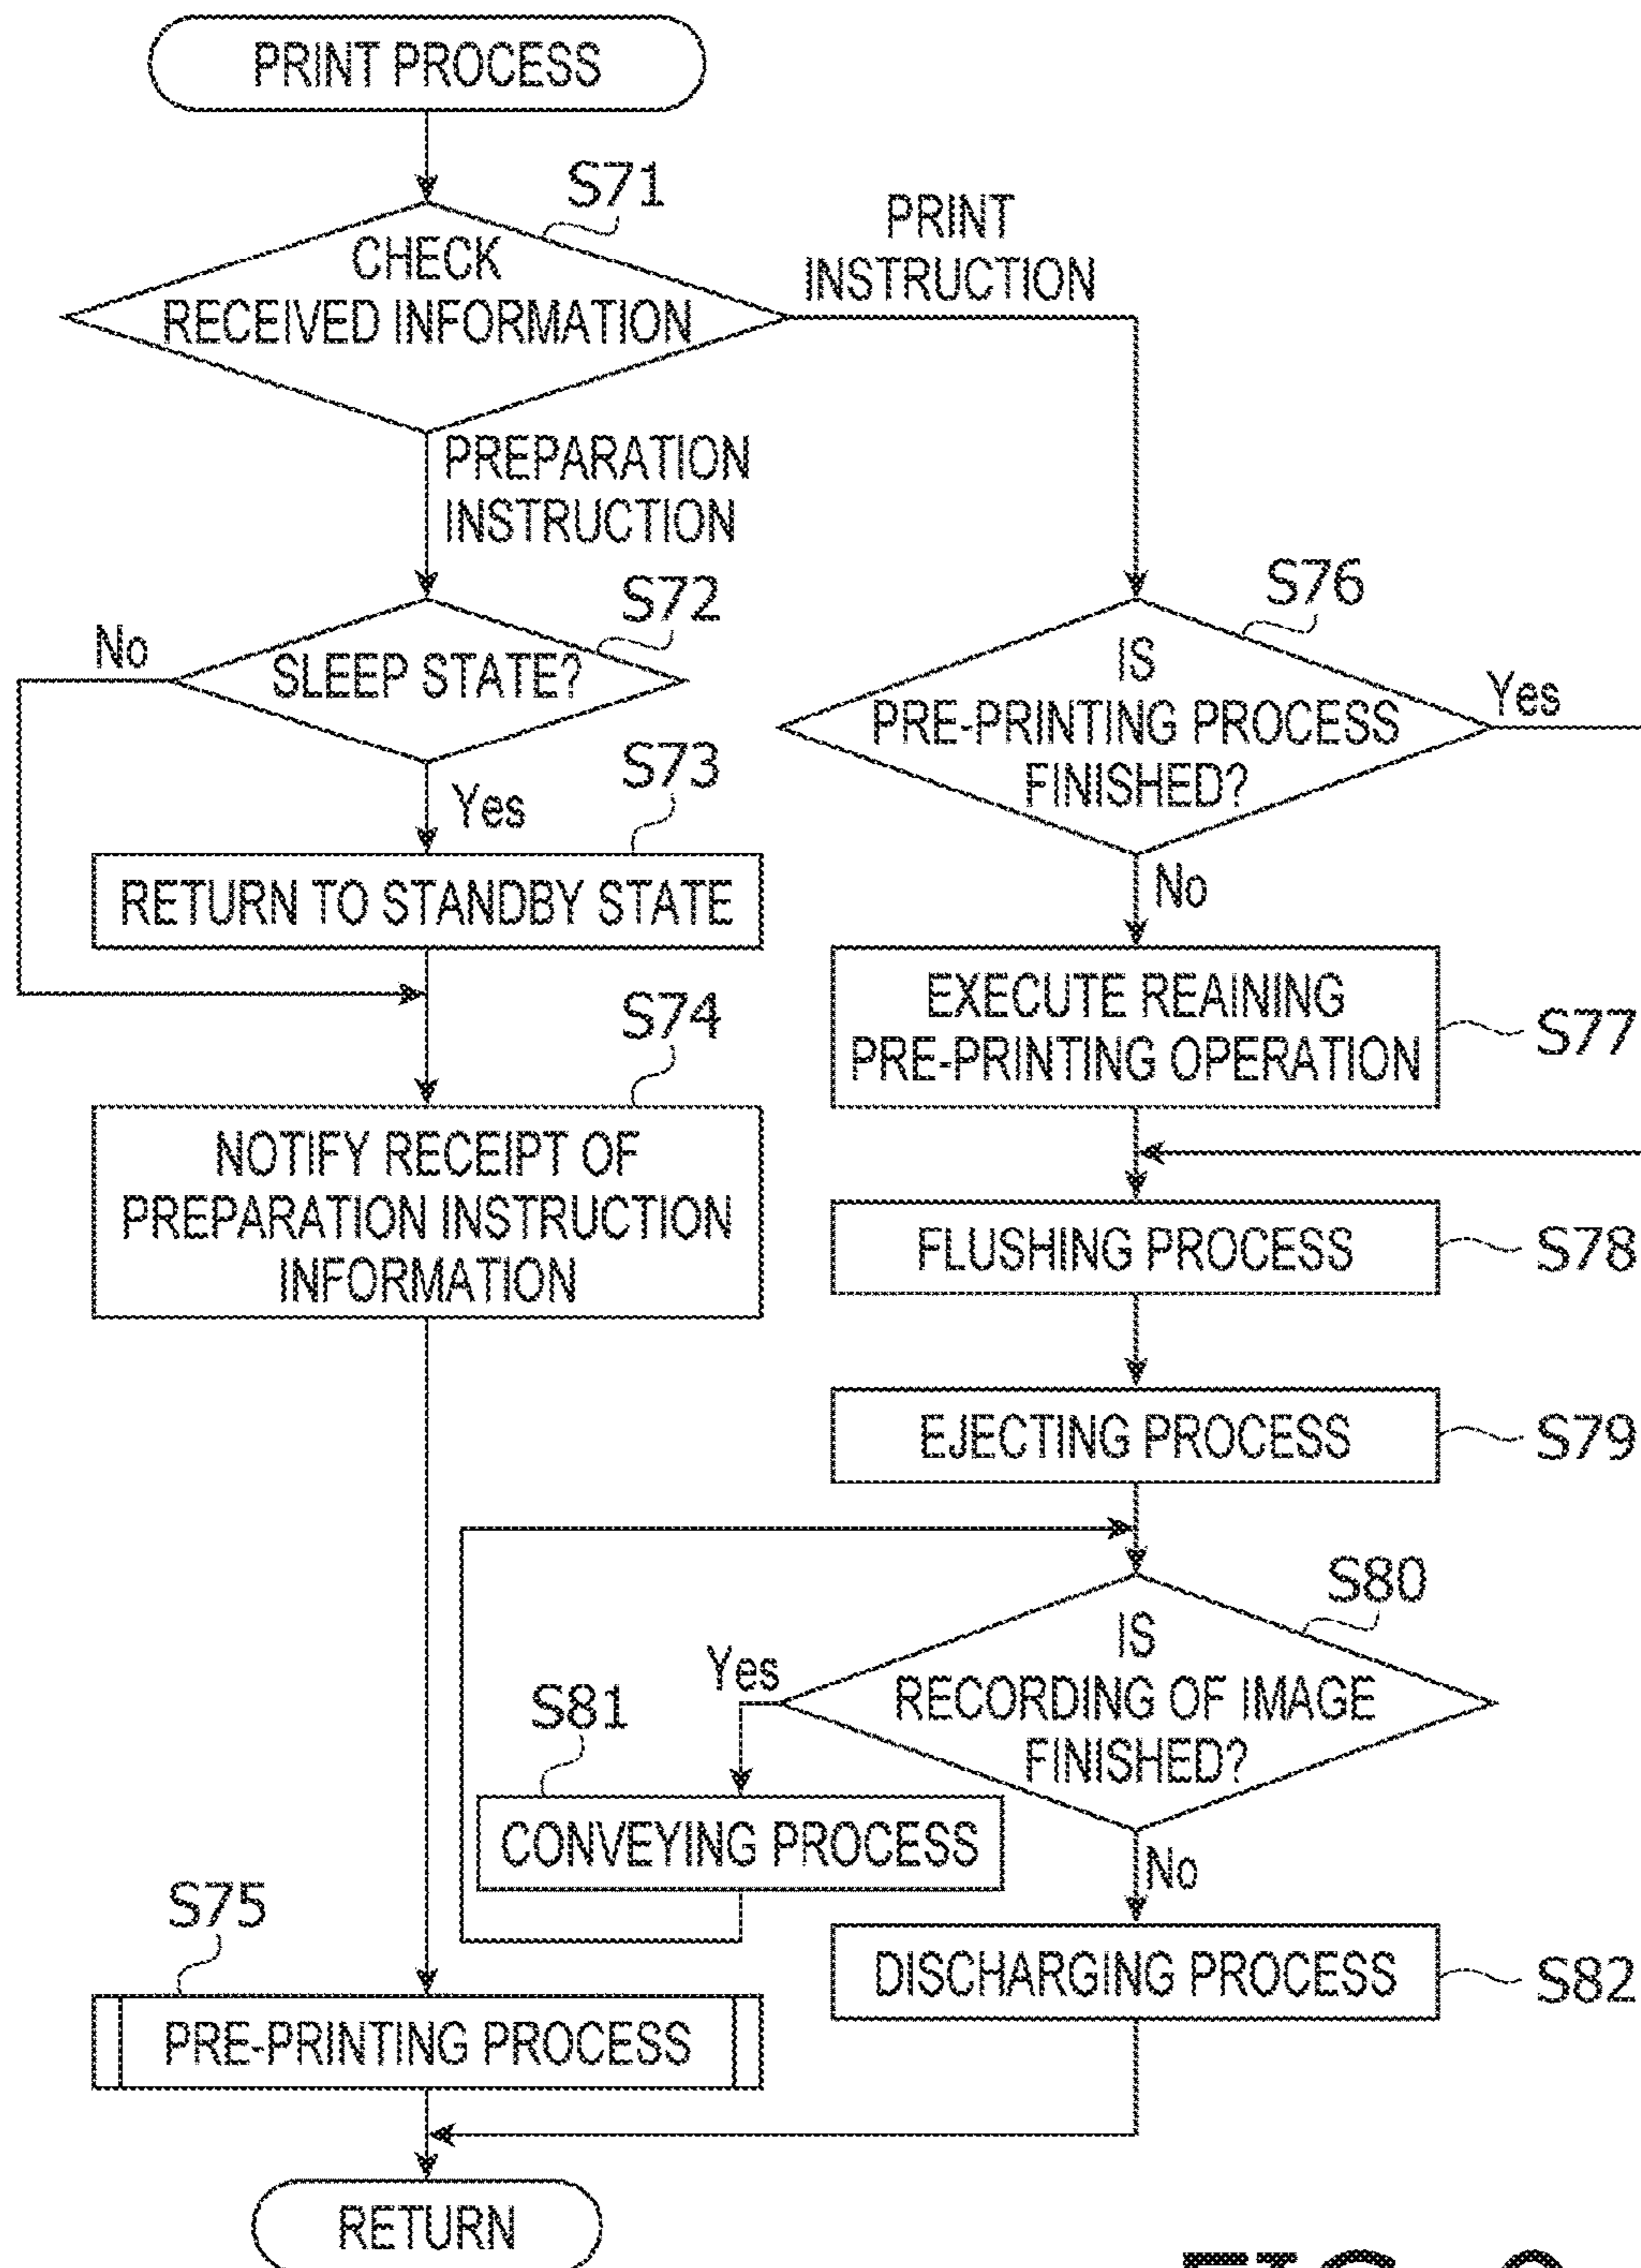 PRINT PROCESS
S71
CHECK
RECEIVED INFORMATION
PRINT
INSTRUCTION
PREPARATION
INSTRUCTION
S72
No
SLEEP STATE?
Yes
S73
RETURN TO STANDBY STATE
S74
NOTIFY RECEIPT OF
PREPARATION INSTRUCTION
INFORMATION
S75
PRE-PRINTING PROCESS
S76
IS
PRE-PRINTING PROCESS
FINISHED?
Yes
No
EXECUTE REAINING
PRE-PRINTING OPERATION
S77
FLUSHING PROCESS
S78
EJECTING PROCESS
S79
S80
IS
RECORDING OF IMAGE
FINISHED?
Yes
S81
CONVEYING PROCESS
No
DISCHARGING PROCESS
S82
RETURN